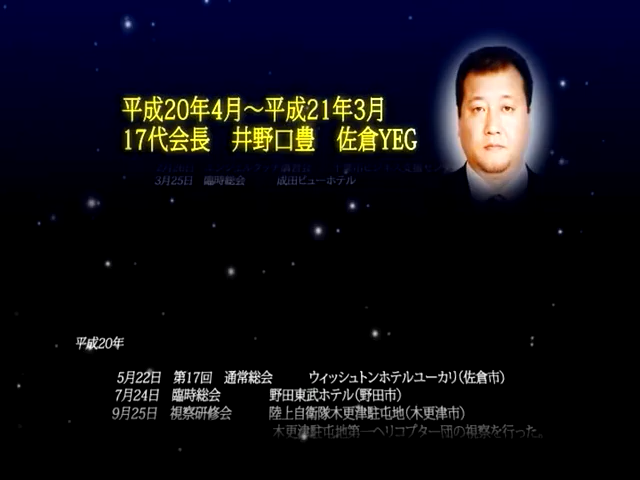 平成20年4月～平成21年3月
17代会長　井野口豊　佐倉YEG
3月25日　臨時総会　　成田ビューホテル
平成20年
5月22日　第17回　通常総会　　ウィッシュトンホテルユーカリ（佐倉市）
7月24日　臨時総会　　野田東武ホテル（野田市）
9月25日　視察研修会　　陸上自衛隊木更津駐屯地（木更津市）
木更津駐屯地第一ヘリコプター団の視察を行った。